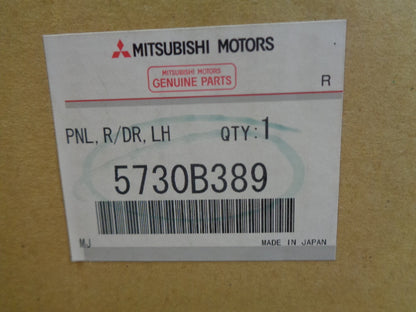 MITSUBISHI MOTORS
MITSUBISHI MOTORS
GENUINE PARTS
R
PNL, R/DR, LH QTY:1
5730B389
MJ MADE IN JAPAN